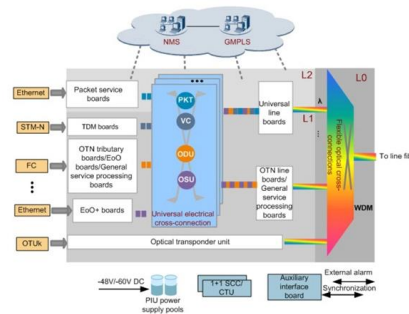 NMS
GMPLS
L2
L0
Ethernet
Packet service
boards
PKT
Universal
line boards
L1
STM-N
TDM boards
VC
FC
OTN tributary
boards/EoO
boards/General
service processing
boards
ODU
OTN line
boards/
General
service
processing
boards
Flexible optical cross-
connections
To line fi
OSU
Ethernet
EoO+ boards
Universal electrical
cross-connection
WDM
OTUk
Optical transponder unit
-48V/-60V DC
PIU power
supply pools
1+1 SCC/
CTU
Auxiliary
interface
board
External alarm
Synchronization